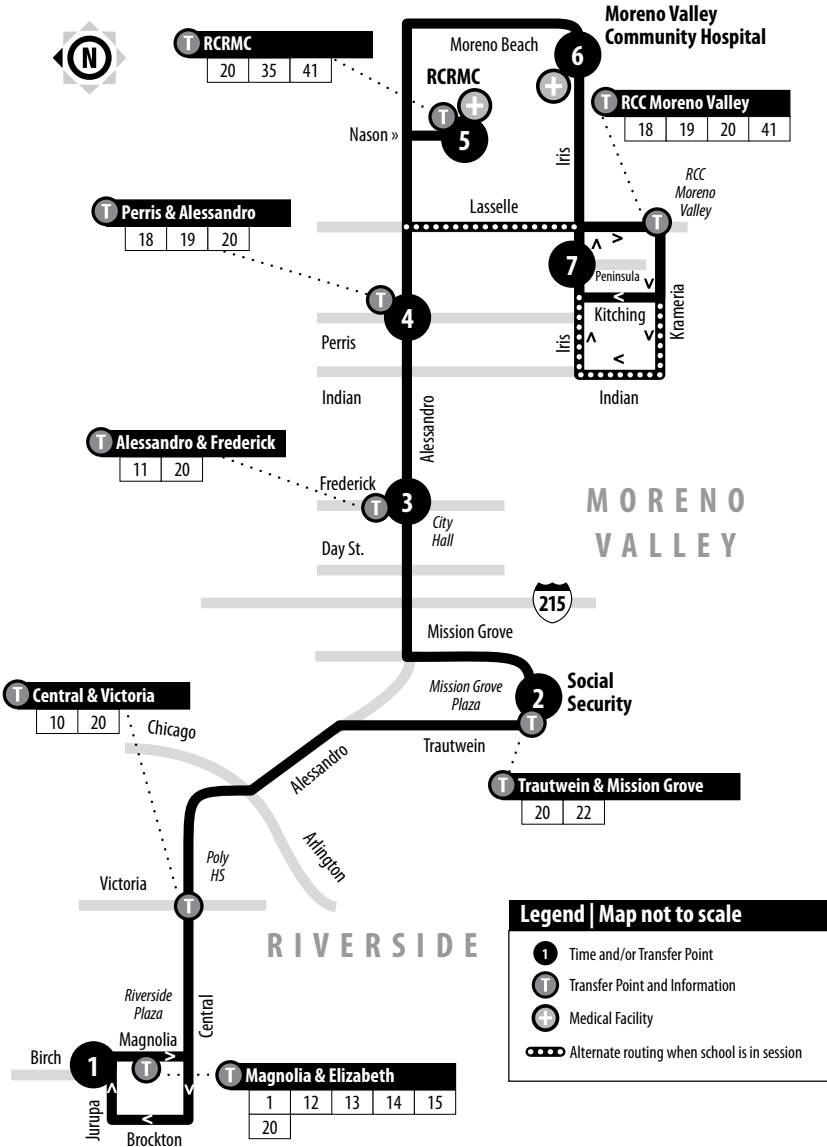 N
T RCRMC
20 35 41
Moreno Beach
RCRMC
T
5
Nason »
Moreno Valley
Community Hospital
6
T RCC Moreno Valley
18 19 20 41
Iris
RCC
Moreno
Valley
T
Lasselle
7
Peninsula
Kitching
Krameria
Iris
Indian
T Perris & Alessandro
18 19 20
T
4
Perris
Indian
Alessandro
T Alessandro & Frederick
11 20
Frederick
T
3
City
Hall
Day St.
MORENO
VALLEY
215
Mission Grove
Mission Grove
Plaza
2
T
Social
Security
Trautwein
T Trautwein & Mission Grove
20 22
T Central & Victoria
10 20
Chicago
Alessandro
Arlington
Poly
HS
Victoria
T
RIVERSIDE
Riverside
Plaza
Central
Magnolia
Birch
1
T
Jurupa
Brockton
T Magnolia & Elizabeth
1 12 13 14 15
20
Legend | Map not to scale
1 Time and/or Transfer Point
T Transfer Point and Information
Medical Facility
Alternate routing when school is in session